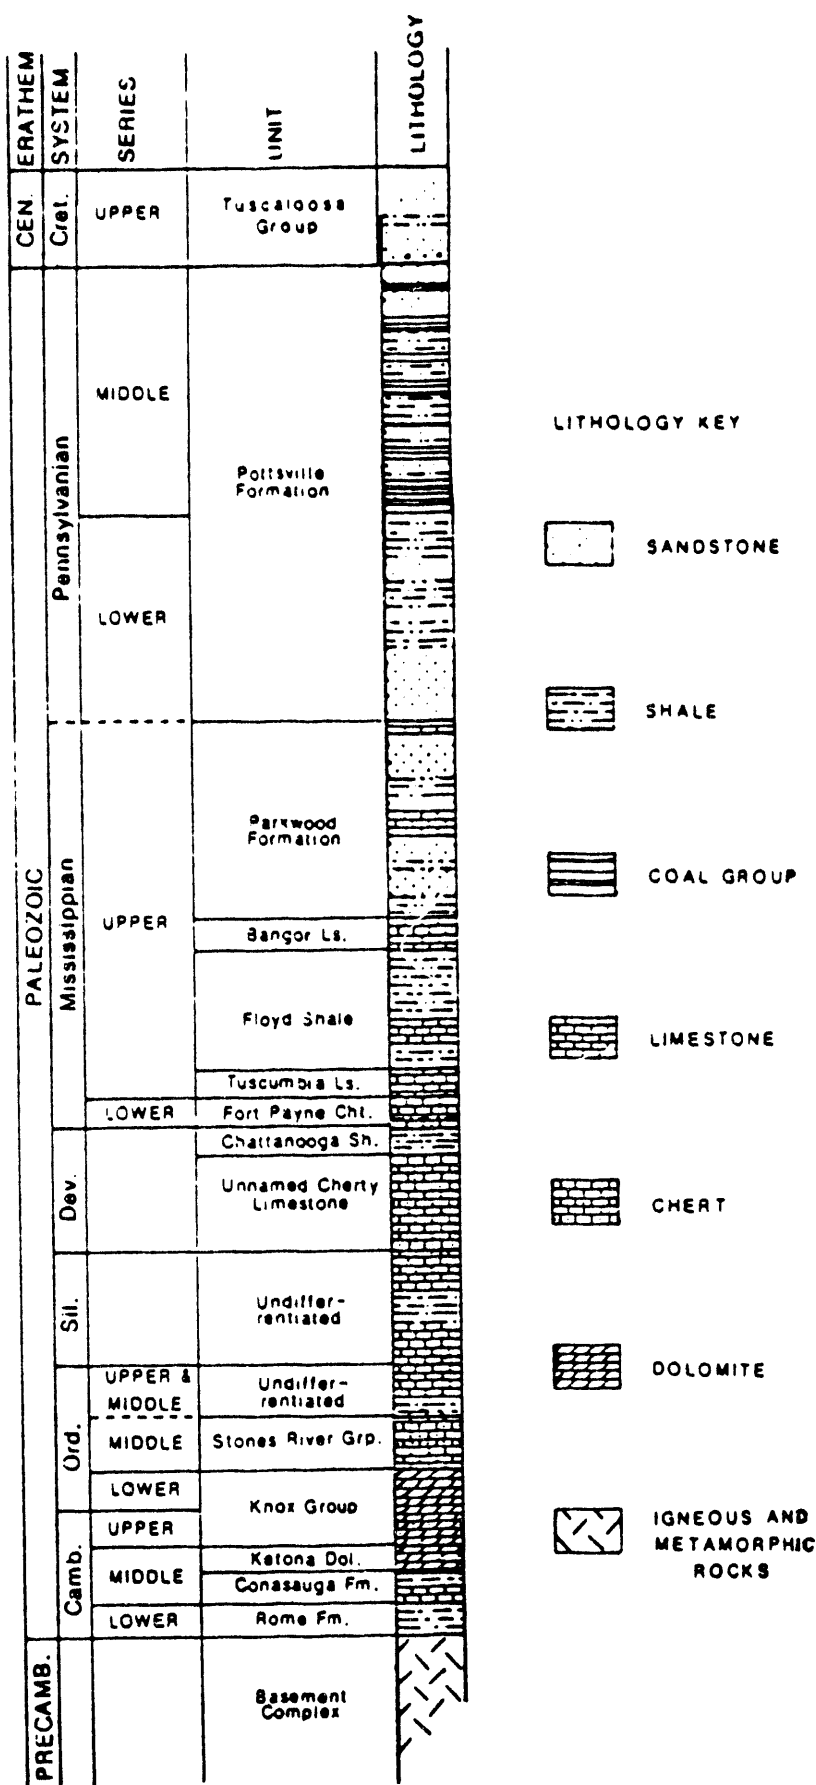 ERATHEM
SYSTEM
SERIES
UNIT
LITHOLOGY
CEN.
Cret.
UPPER
Tuscaloosa
Group
PALEOZOIC
Pennsylvanian
MIDDLE
LOWER
Pottsville
Formation
Mississippian
UPPER
Parkwood
Formation
Bangor Ls.
Floyd Shale
Tuscumbia Ls.
LOWER
Fort Payne Cht.
Dev.
Chattanooga Sh.
Unnamed Cherty
Limestone
Sil.
Undiffer-
rentiated
Ord.
UPPER &
MIDDLE
Undiffer-
rentiated
MIDDLE
Stones River Grp.
LOWER
Knox Group
Camb.
UPPER
MIDDLE
Ketona Dol.
Conasauga Fm.
LOWER
Rome Fm.
PRECAMB.
Basement
Complex
LITHOLOGY KEY
SANDSTONE
SHALE
COAL GROUP
LIMESTONE
CHERT
DOLOMITE
IGNEOUS AND
METAMORPHIC
ROCKS